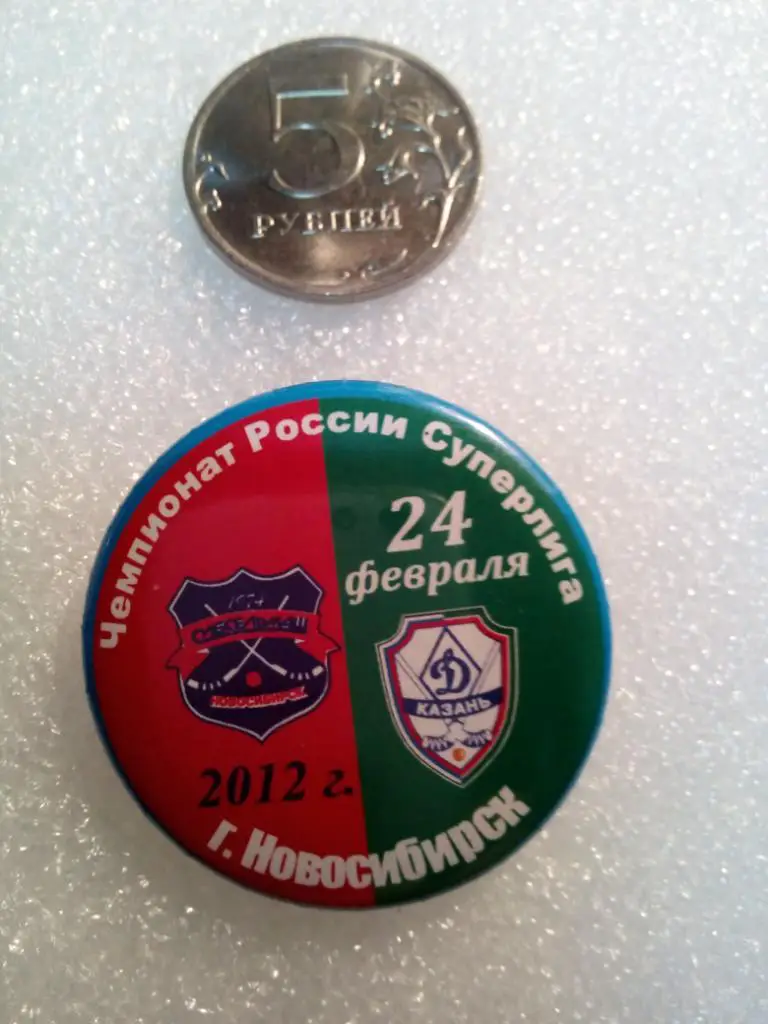 5
РУБЛЕЙ
Чемпионат России Суперлига
24
февраля
1974
СИБСЕЛЬМАШ
НОВОСИБИРСК
Д
КАЗАНЬ
2012 г.
г. Новосибирск